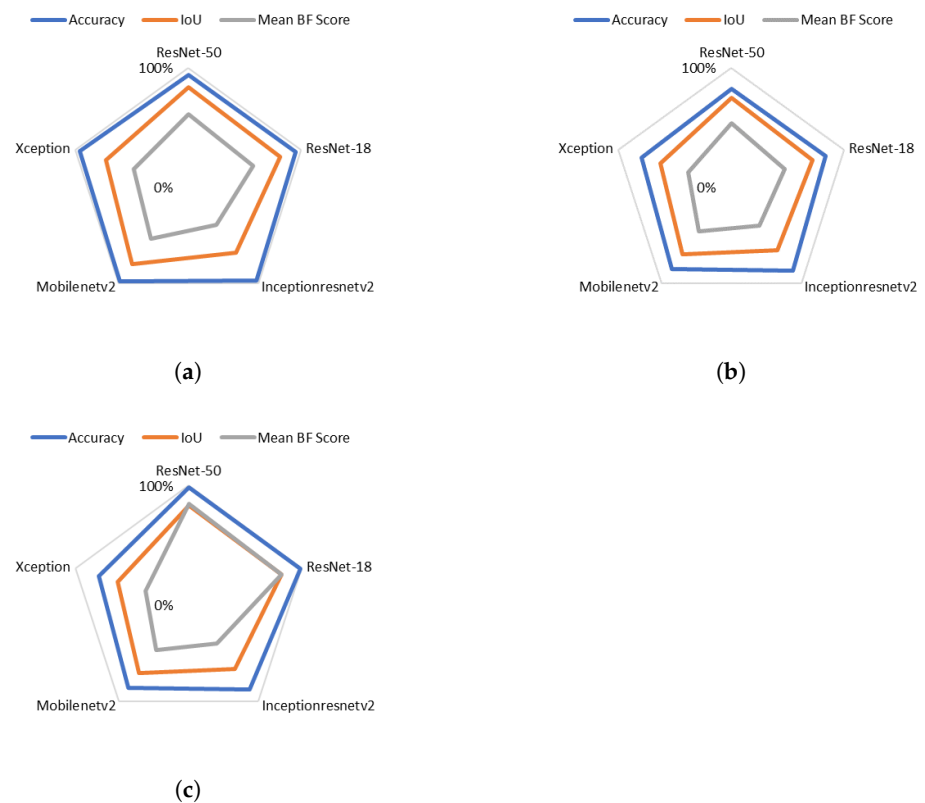 Accuracy IoU Mean BF Score
ResNet-50
100%
Xception
ResNet-18
0%
Mobilenetv2
Inceptionresnetv2
(a)
Accuracy IoU Mean BF Score
ResNet-50
100%
Xception
ResNet-18
0%
Mobilenetv2
Inceptionresnetv2
(b)
Accuracy IoU Mean BF Score
ResNet-50
100%
Xception
ResNet-18
0%
Mobilenetv2
Inceptionresnetv2
(c)